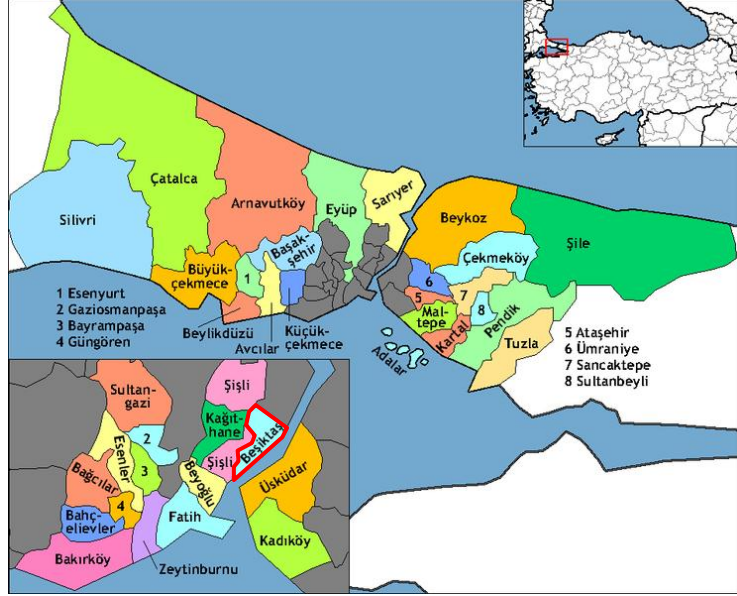 Silivri
Çatalca
Arnavutköy
Eyüp
Sarıyer
Başak-
şehir
Büyük-
çekmece
1
Beylikdüzü
Avcılar
Küçük-
çekmece
Beykoz
Şile
Çekmeköy
6
5
7
8
Mal-
tepe
Kartal
Pendik
Tuzla
Adalar
1 Esenyurt
2 Gaziosmanpaşa
3 Bayrampaşa
4 Güngören
5 Ataşehir
6 Ümraniye
7 Sancaktepe
8 Sultanbeyli
Sultan-
gazi
Şişli
Kağıt-
hane
Beşiktaş
2
Esenler
3
Şişli
Bağcılar
Beyoğlu
Üsküdar
4
Bahç-
elievler
Fatih
Bakırköy
Zeytinburnu
Kadıköy